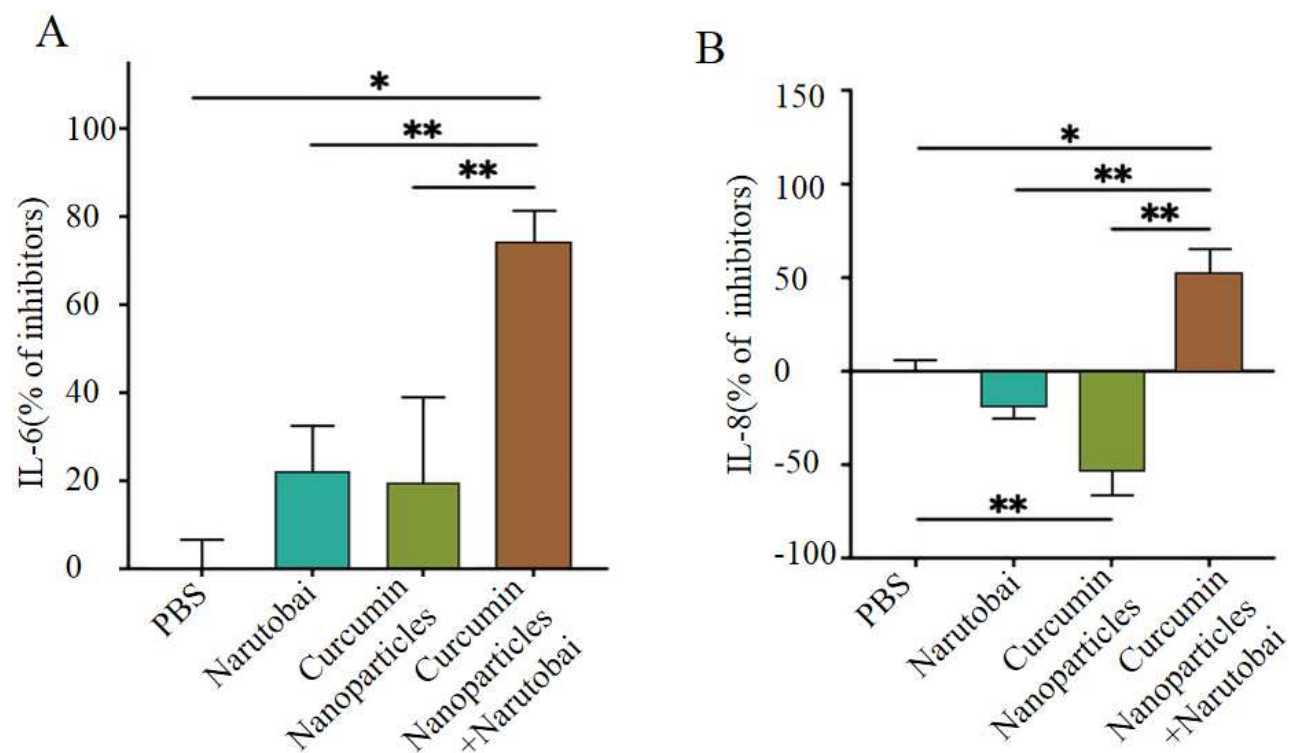 A
IL-6(% of inhibitors)
100
80
60
40
20
0
*
**
**
PBS
Narutobai
Curcumin
Nanoparticles
Curcumin
Nanoparticles
+Narutobai
B
IL-8(% of inhibitors)
150
100
50
0
-50
-100
*
**
**
**
PBS
Narutobai
Curcumin
Nanoparticles
Curcumin
Nanoparticles
+Narutobai